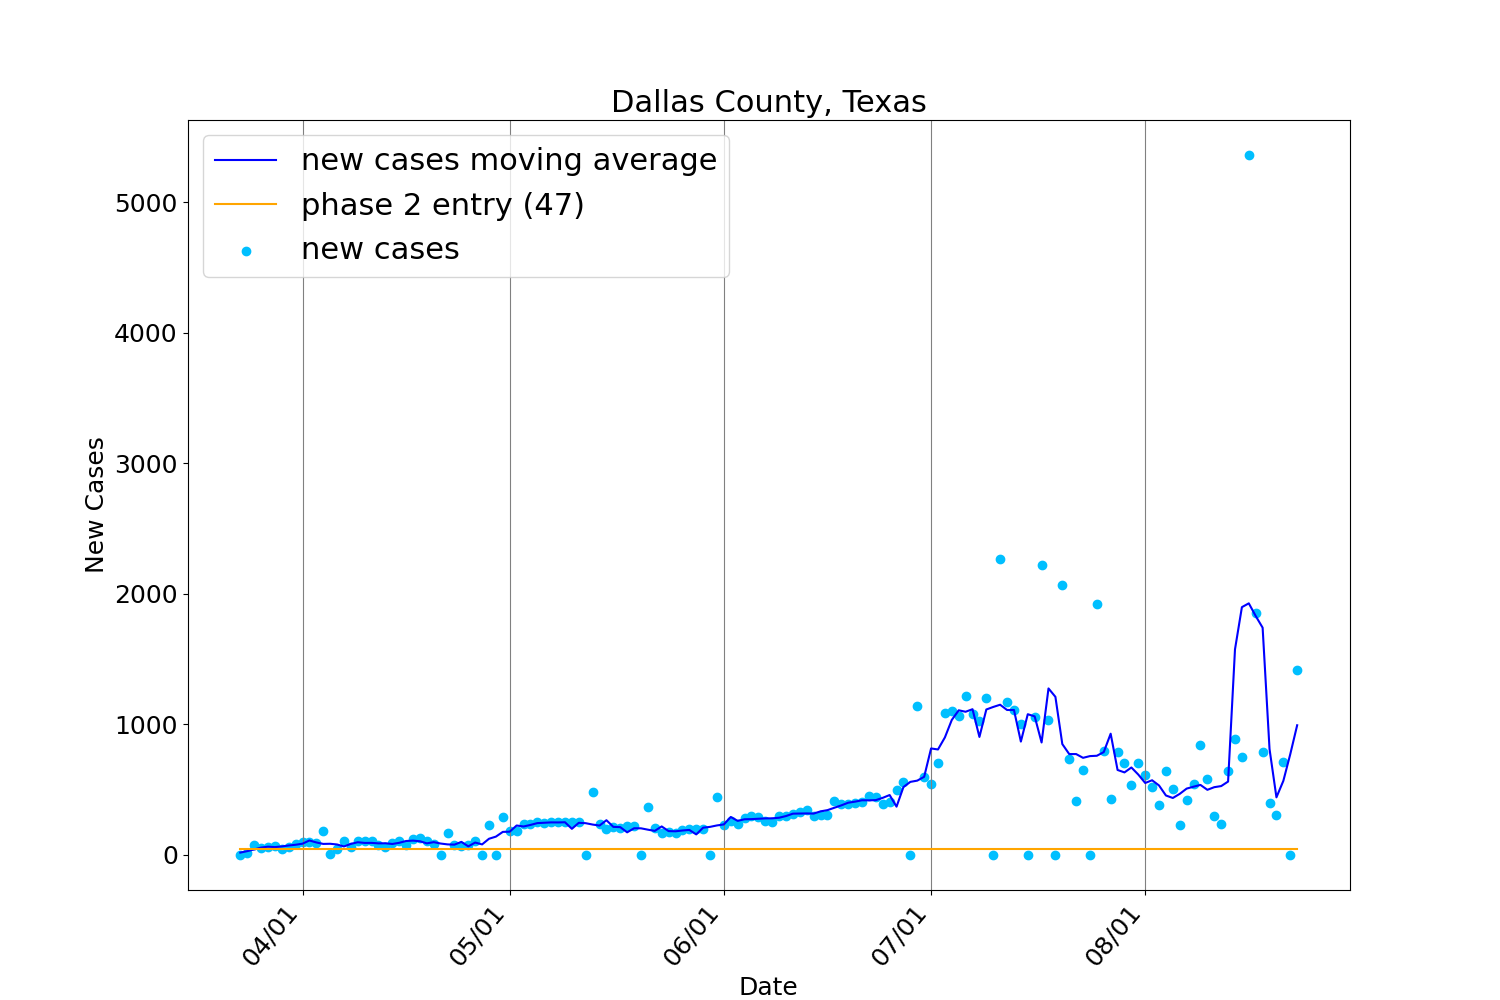 Dallas County, Texas
new cases moving average
phase 2 entry (47)
new cases
5000
4000
3000
2000
1000
0
New Cases
04/01
05/01
06/01
07/01
08/01
Date